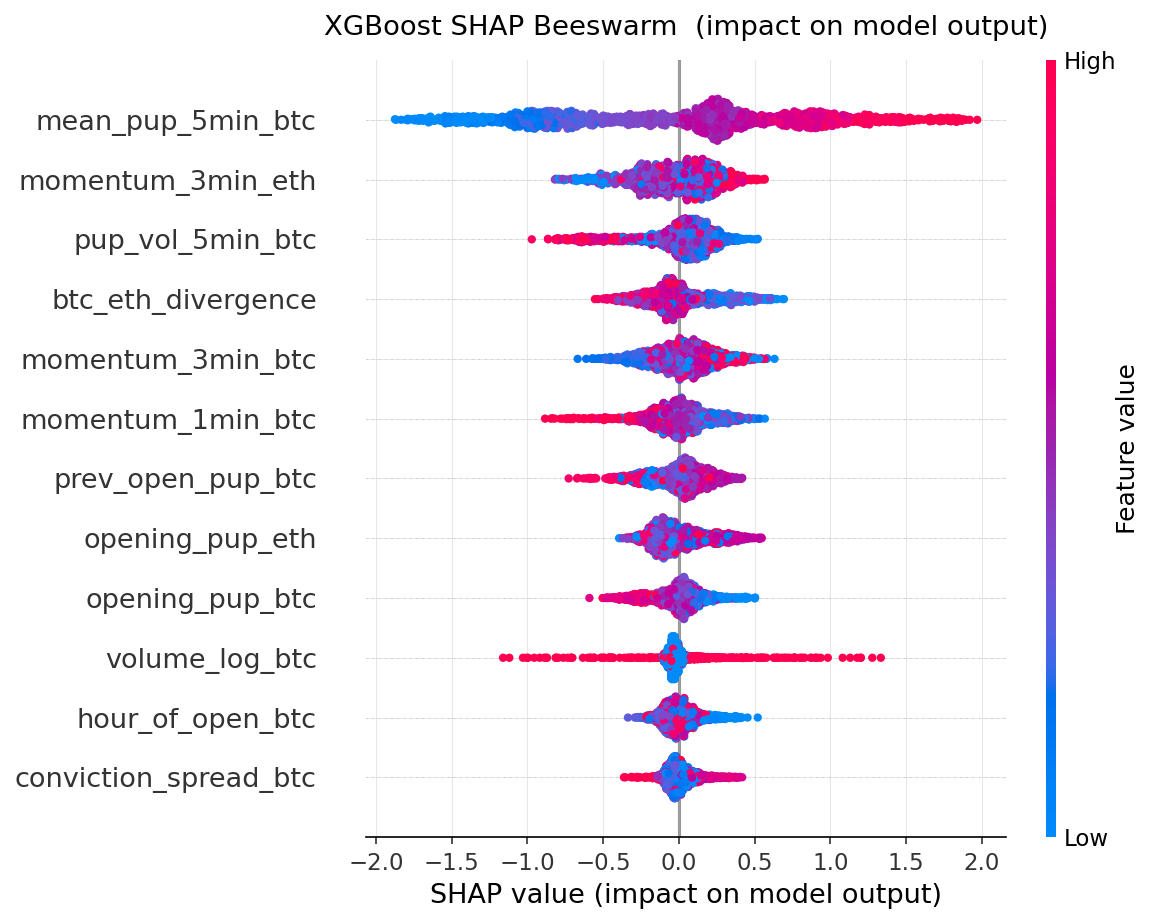 XGBoost SHAP Beeswarm  (impact on model output)
High
mean_pup_5min_btc
momentum_3min_eth
pup_vol_5min_btc
btc_eth_divergence
momentum_3min_btc
momentum_1min_btc
prev_open_pup_btc
opening_pup_eth
opening_pup_btc
volume_log_btc
hour_of_open_btc
conviction_spread_btc
Feature value
Low
−2.0 −1.5 −1.0 −0.5 0.0 0.5 1.0 1.5 2.0
SHAP value (impact on model output)